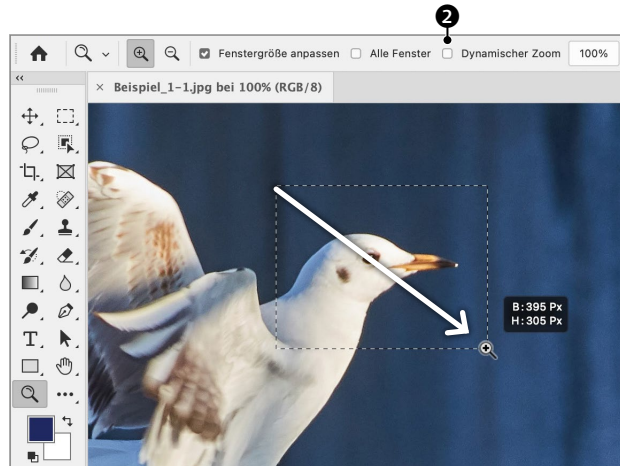 2
Fenstergröße anpassen Alle Fenster Dynamischer Zoom 100%
× Beispiel_1-1.jpg bei 100% (RGB/8)
B: 395 Px
H: 305 Px